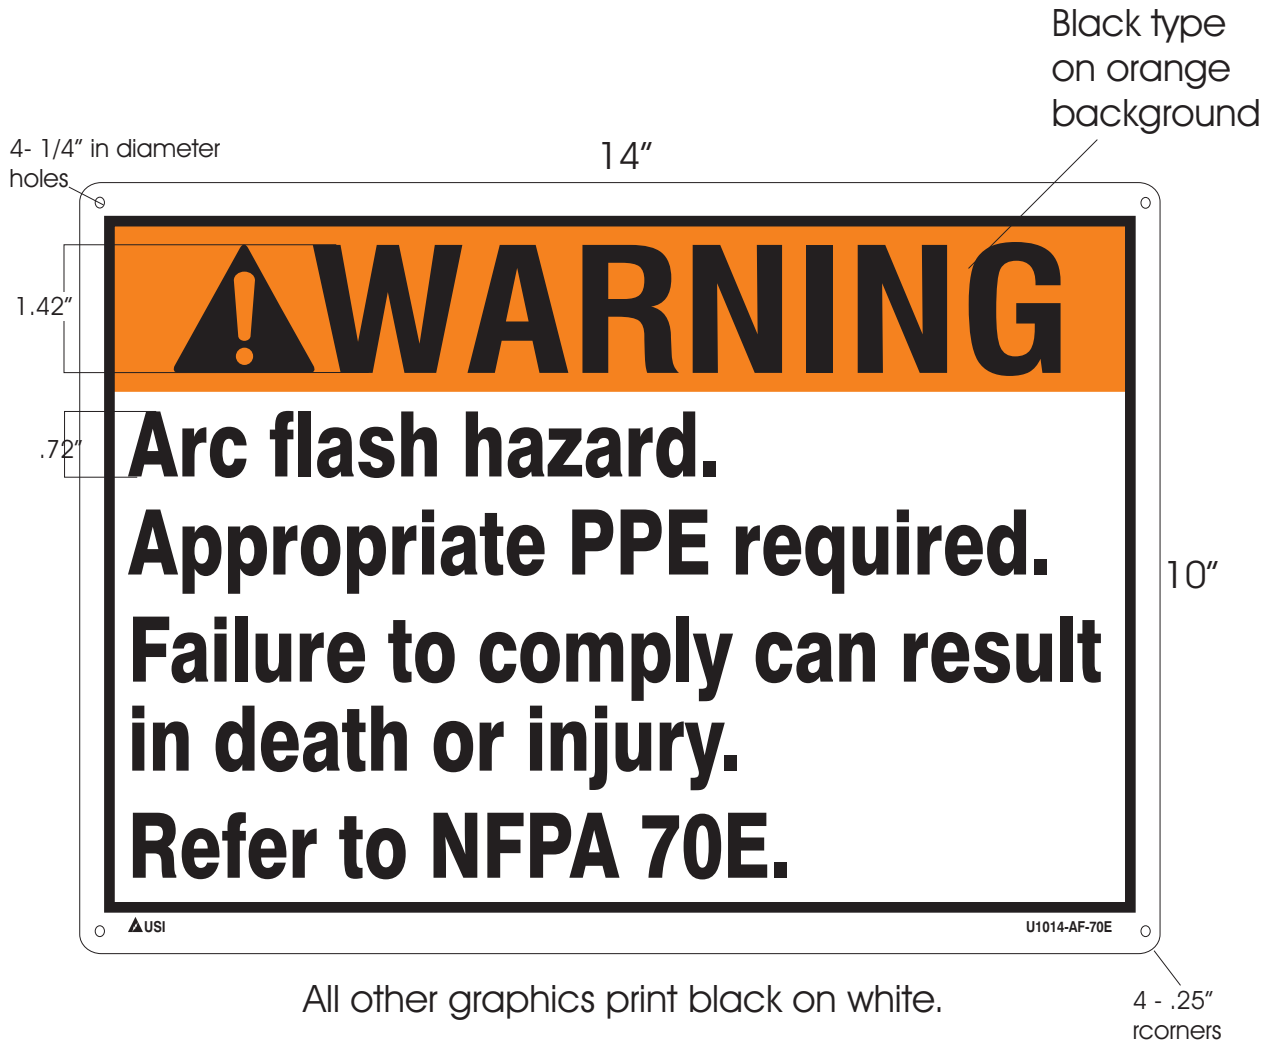 Black type
on orange
background
4- 1/4" in diameter
holes
14"
WARNING
1.42"
.72"
Arc flash hazard.
Appropriate PPE required.
10"
Failure to comply can result
in death or injury.
Refer to NFPA 70E.
USI
U1014-AF-70E
All other graphics print black on white.
4 - .25"
rcorners